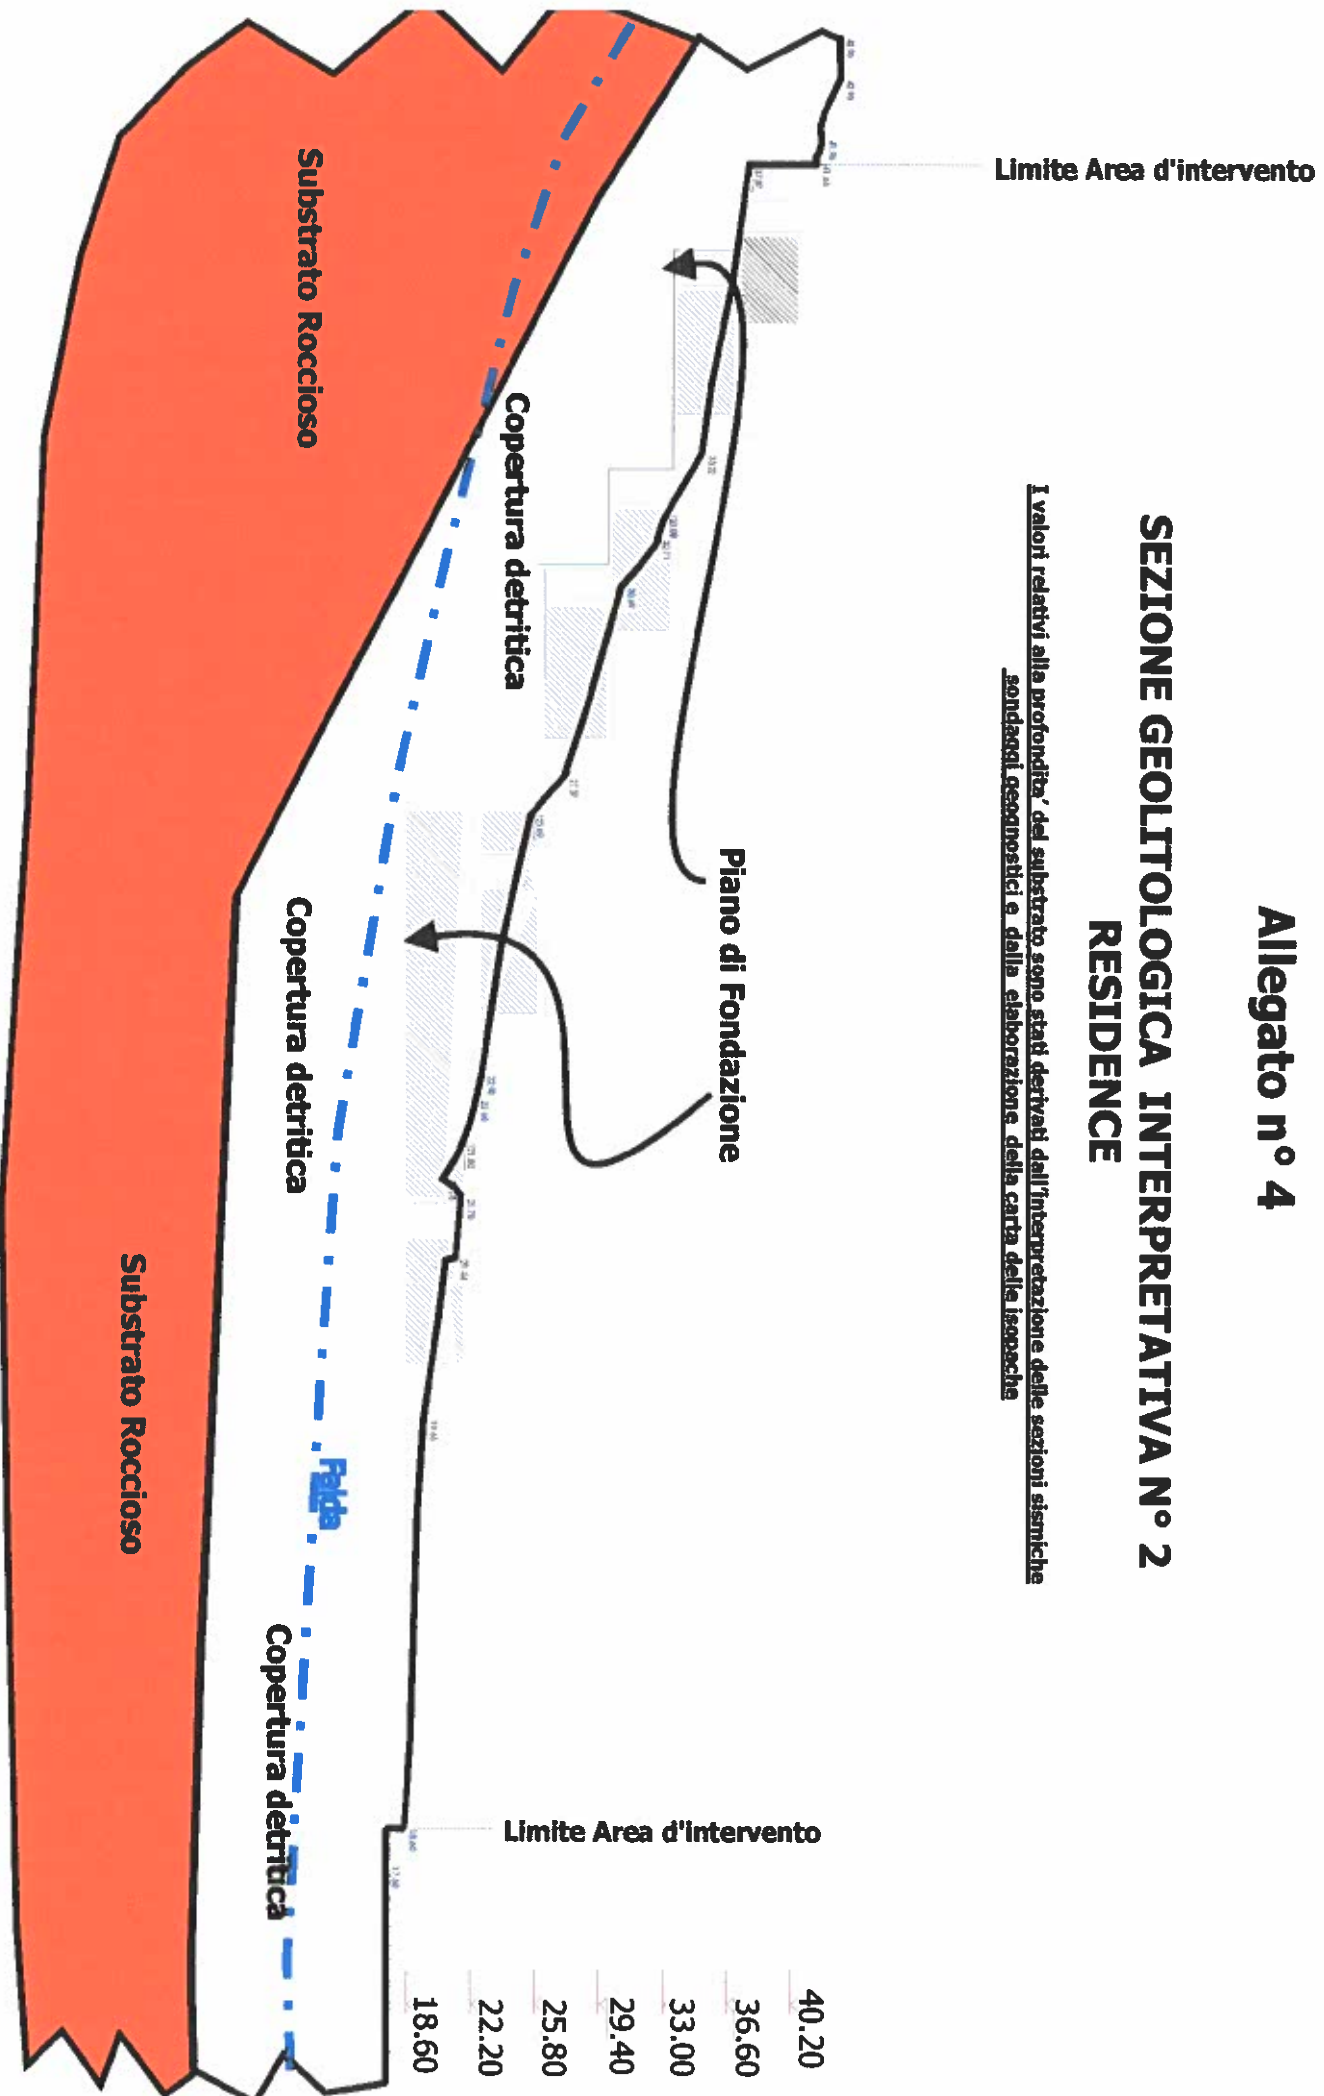 Allegato n° 4
SEZIONE GEOLITOLOGICA INTERPRETATIVA N° 2
RESIDENCE
I valori relativi alla profondita' del substrato sono stati derivati dall'interpretazione delle sezioni sismiche
sondaggi geognostici e dalla elaborazione della carta delle isopache
Limite Area d'intervento
Piano di Fondazione
Limite Area d'intervento
40.20
36.60
33.00
29.40
25.80
22.20
18.60
Copertura detritica
Copertura detritica
Falda
Copertura detritica
Substrato Roccioso
Substrato Roccioso